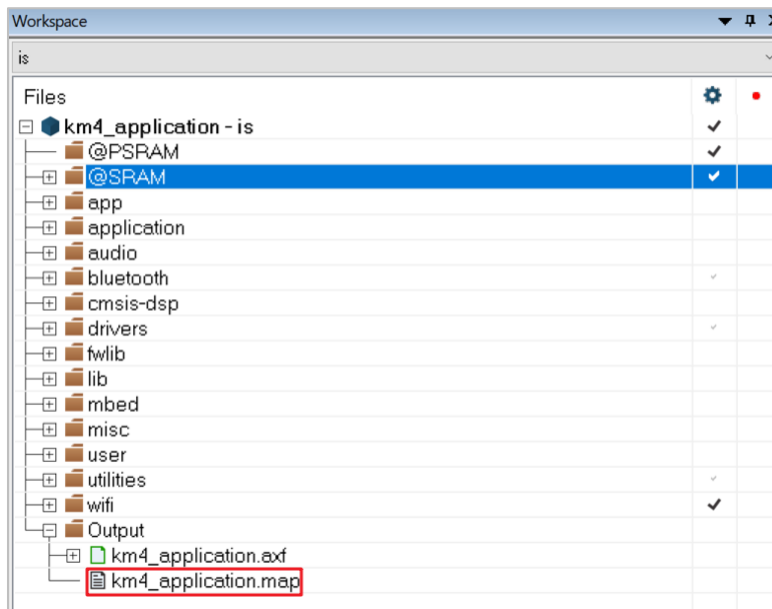 Workspace
is
Files
km4_application - is
@PSRAM
@SRAM
app
application
audio
bluetooth
cmsis-dsp
drivers
fwlib
lib
mbed
misc
user
utilities
wifi
Output
km4_application.axf
km4_application.map